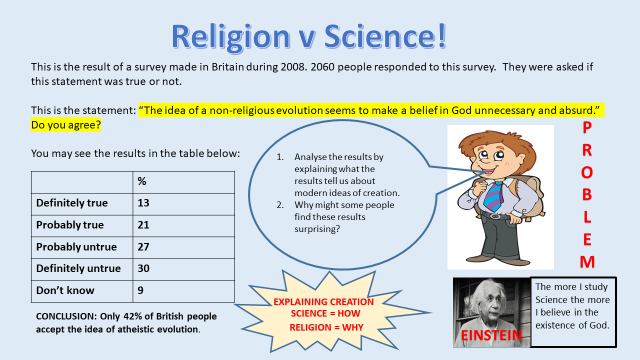 Religion v Science!
This is the result of a survey made in Britain during 2008. 2060 people responded to this survey. They were asked if
this statement was true or not.
This is the statement: “The idea of a non-religious evolution seems to make a belief in God unnecessary and absurd.”
Do you agree?
You may see the results in the table below:
%
Definitely true 13
Probably true 21
Probably untrue 27
Definitely untrue 30
Don’t know 9
CONCLUSION: Only 42% of British people
accept the idea of atheistic evolution.
1. Analyse the results by
explaining what the
results tell us about
modern ideas of creation.
2. Why might some people
find these results
surprising?
EXPLAINING CREATION
SCIENCE = HOW
RELIGION = WHY
P
R
O
B
L
E
M
EINSTEIN
The more I study
Science the more
I believe in the
existence of God.